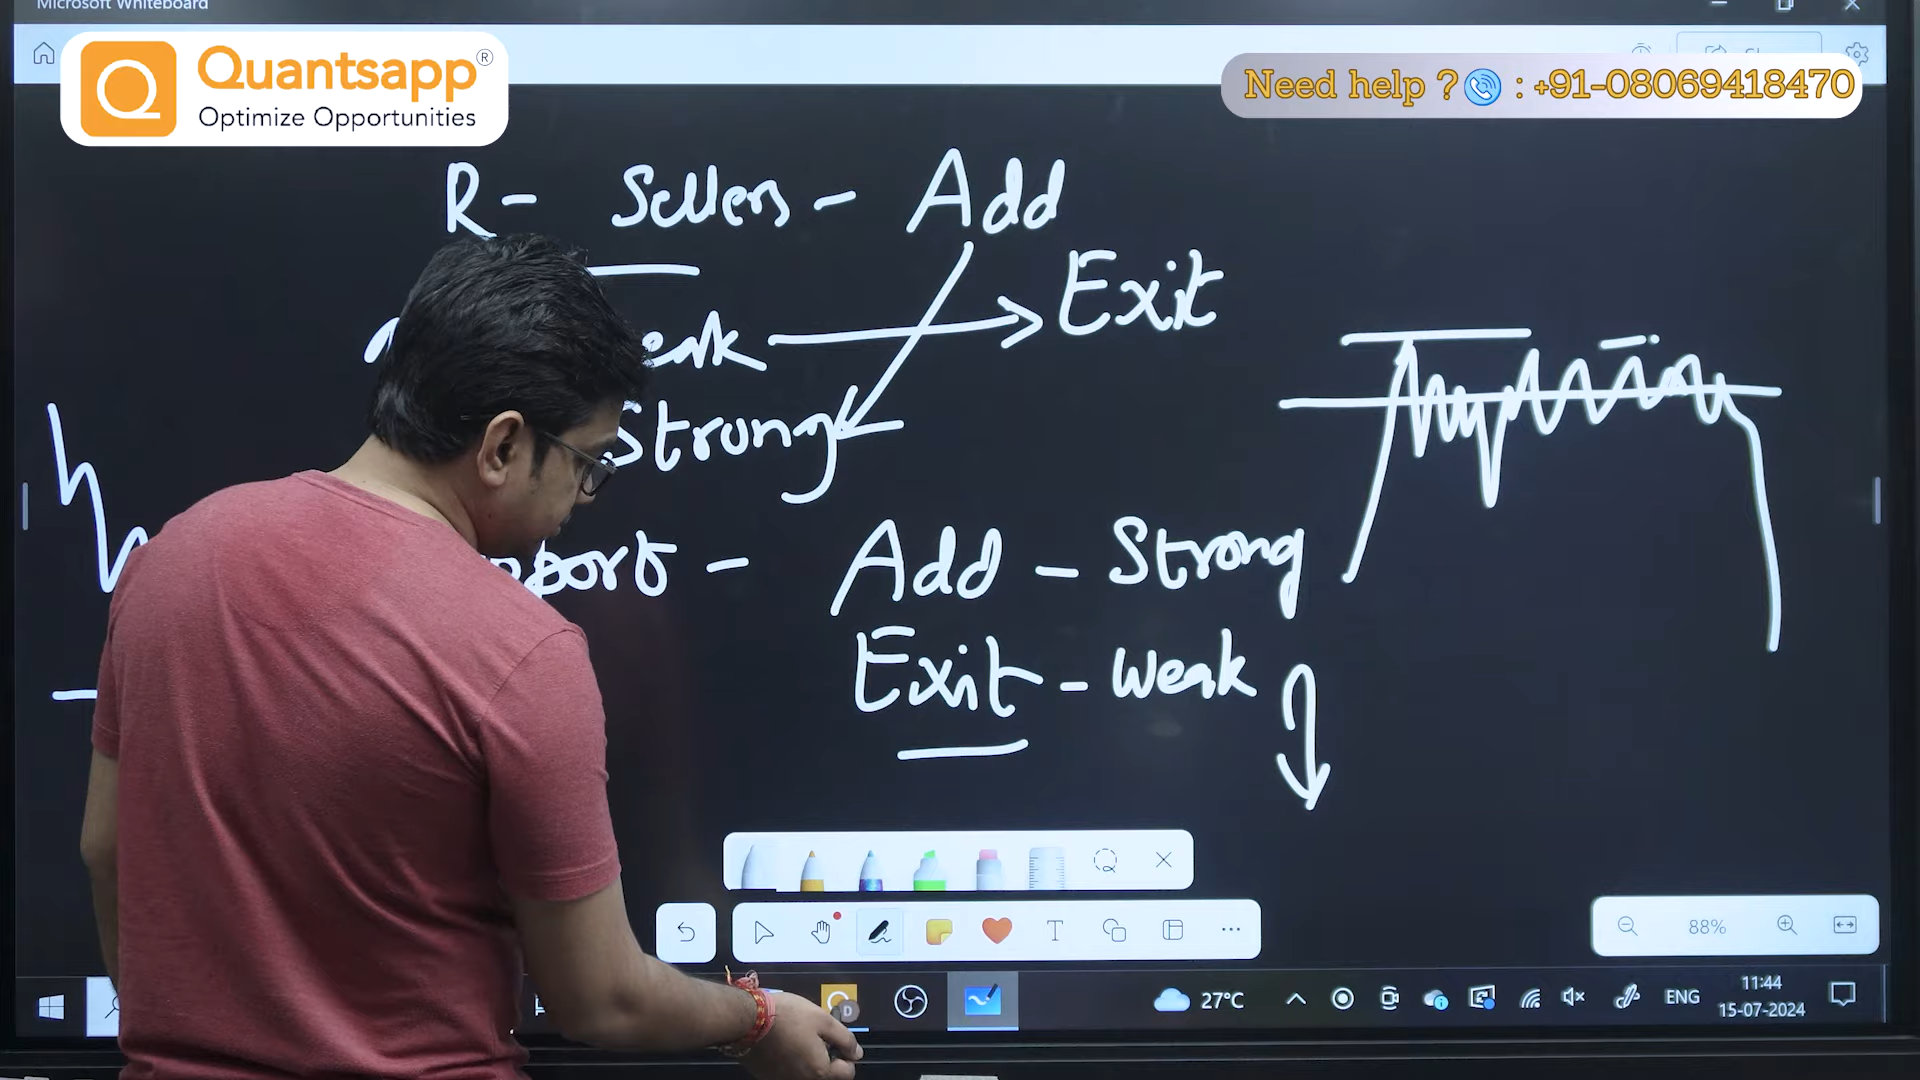 Microsoft Whiteboard
Quantsapp®
Optimize Opportunities
Need help ? : +91-08069418470
R- Sellers - Add
Exit
Strong
- Add - Strong
Exit - Weak
88%
27°C
ENG
11:44
15-07-2024